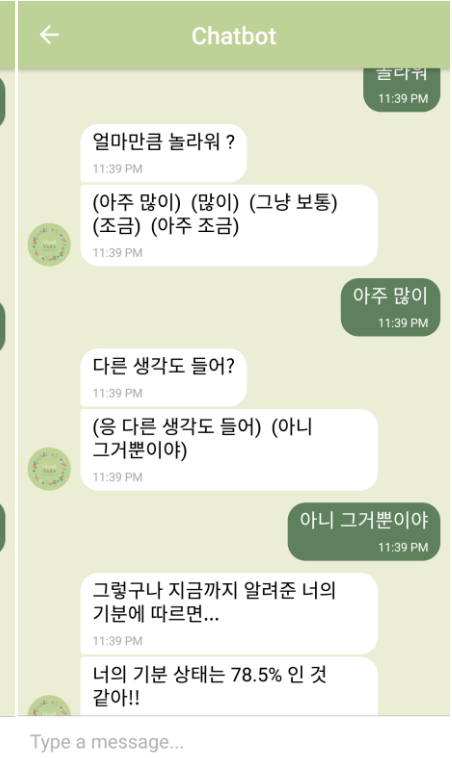 Chatbot
놀라워
11:39 PM
얼마만큼 놀라워 ?
11:39 PM
(아주 많이) (많이) (그냥 보통)
(조금) (아주 조금)
11:39 PM
아주 많이
11:39 PM
다른 생각도 들어?
11:39 PM
(응 다른 생각도 들어) (아니
그거뿐이야)
11:39 PM
아니 그거뿐이야
11:39 PM
그렇구나 지금까지 알려준 너의
기분에 따르면...
11:39 PM
너의 기분 상태는 78.5% 인 것
같아!!
Type a message...